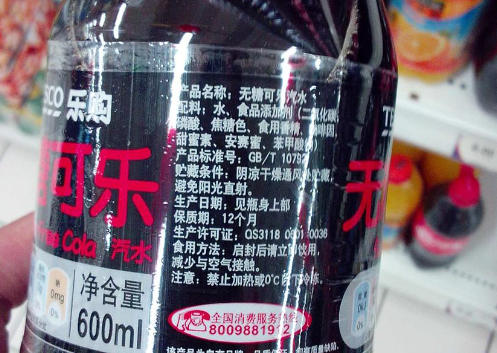 SCO 乐购
可乐
Cola 汽水
净含量
600ml
0mg
0%
产品名称：无糖可乐汽水
配料：水、食品添加剂（二氧化碳、
磷酸、焦糖色、食用香精、咖啡因、
甜蜜素、安赛蜜、苯甲酸钠）
产品标准号：GB/T 10792
贮藏条件：阴凉干燥通风处贮藏，
避免阳光直射。
生产日期：见瓶身上部
保质期：12个月
生产许可证：QS3118 0601 0036
食用方法：启封后请立即饮用，
减少与空气接触。
注意：禁止加热或0℃以下冷冻。
全国消费服务热线
8009881912
TE
无